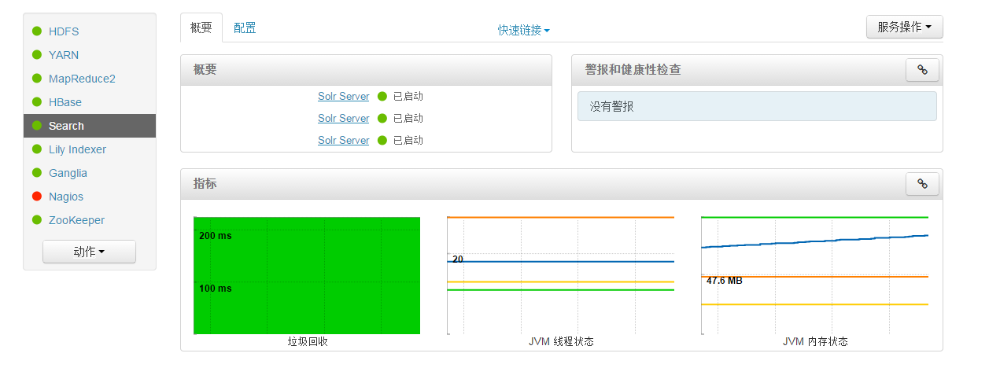 HDFS
YARN
MapReduce2
HBase
Search
Lily Indexer
Ganglia
Nagios
ZooKeeper
动作
概要 配置 快速链接 服务操作
概要
Solr Server 已启动
Solr Server 已启动
Solr Server 已启动
警报和健康性检查
没有警报
指标
200 ms
100 ms
垃圾回收
20
JVM 线程状态
47.6 MB
JVM 内存状态